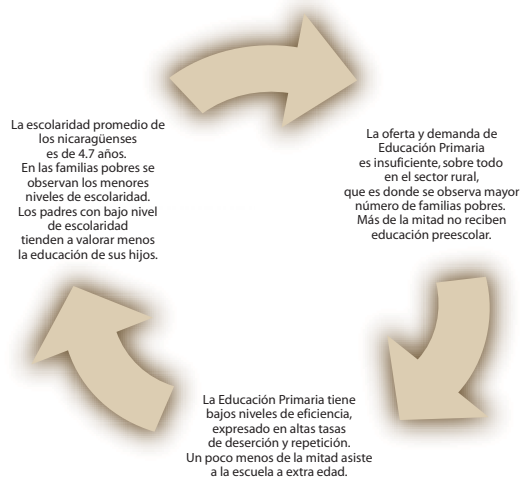 La escolaridad promedio de
los nicaragüenses
es de 4.7 años.
En las familias pobres se
observan los menores
niveles de escolaridad.
Los padres con bajo nivel
de escolaridad
tienden a valorar menos
la educación de sus hijos.
La oferta y demanda de
Educación Primaria
es insuficiente, sobre todo
en el sector rural,
que es donde se observa mayor
número de familias pobres.
Más de la mitad no reciben
educación preescolar.
La Educación Primaria tiene
bajos niveles de eficiencia,
expresado en altas tasas
de deserción y repetición.
Un poco menos de la mitad asiste
a la escuela a extra edad.